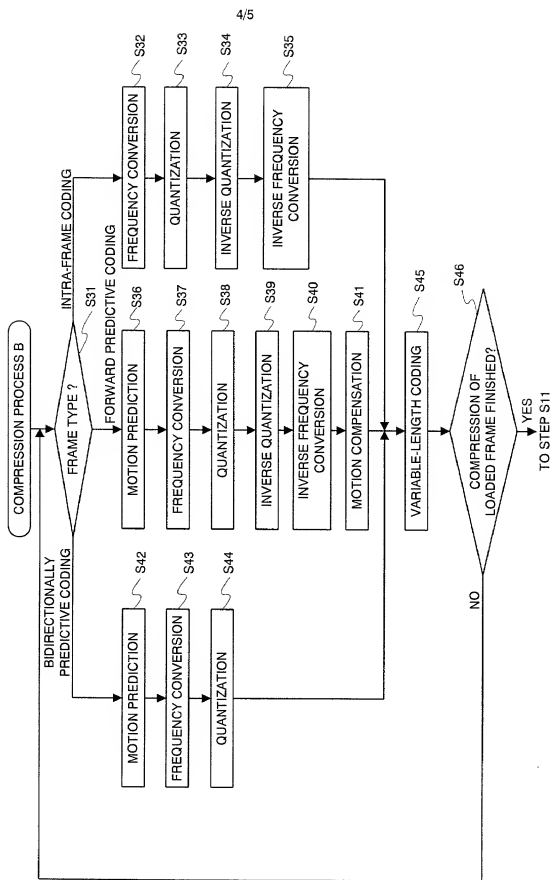 4/5
COMPRESSION PROCESS B
FRAME TYPE ?
S31
INTRA-FRAME CODING
FREQUENCY CONVERSION
S32
QUANTIZATION
S33
INVERSE QUANTIZATION
S34
INVERSE FREQUENCY
CONVERSION
S35
FORWARD PREDICTIVE CODING
MOTION PREDICTION
S36
FREQUENCY CONVERSION
S37
QUANTIZATION
S38
INVERSE QUANTIZATION
S39
INVERSE FREQUENCY
CONVERSION
S40
MOTION COMPENSATION
S41
BIDIRECTIONALLY
PREDICTIVE CODING
MOTION PREDICTION
S42
FREQUENCY CONVERSION
S43
QUANTIZATION
S44
VARIABLE-LENGTH CODING
S45
COMPRESSION OF
LOADED FRAME FINISHED?
S46
NO
YES
TO STEP S11